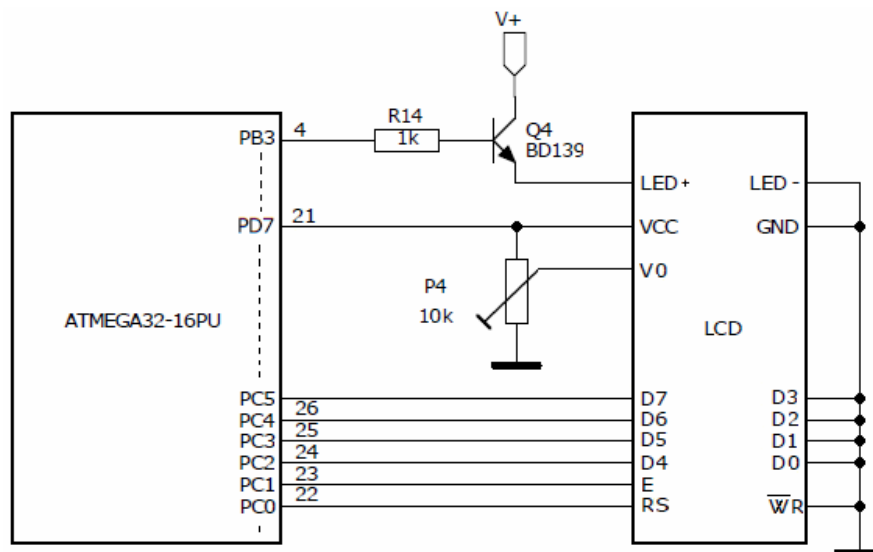 V+
R14
1k
Q4
BD139
PB3 4
LED+ LED-
PD7 21
VCC GND
V0
P4
10k
ATMEGA32-16PU
LCD
PC5 D7 D3
26
PC4 D6 D2
25
PC3 D5 D1
24
PC2 D4 D0
23
PC1 E
22
PC0 RS W̅R